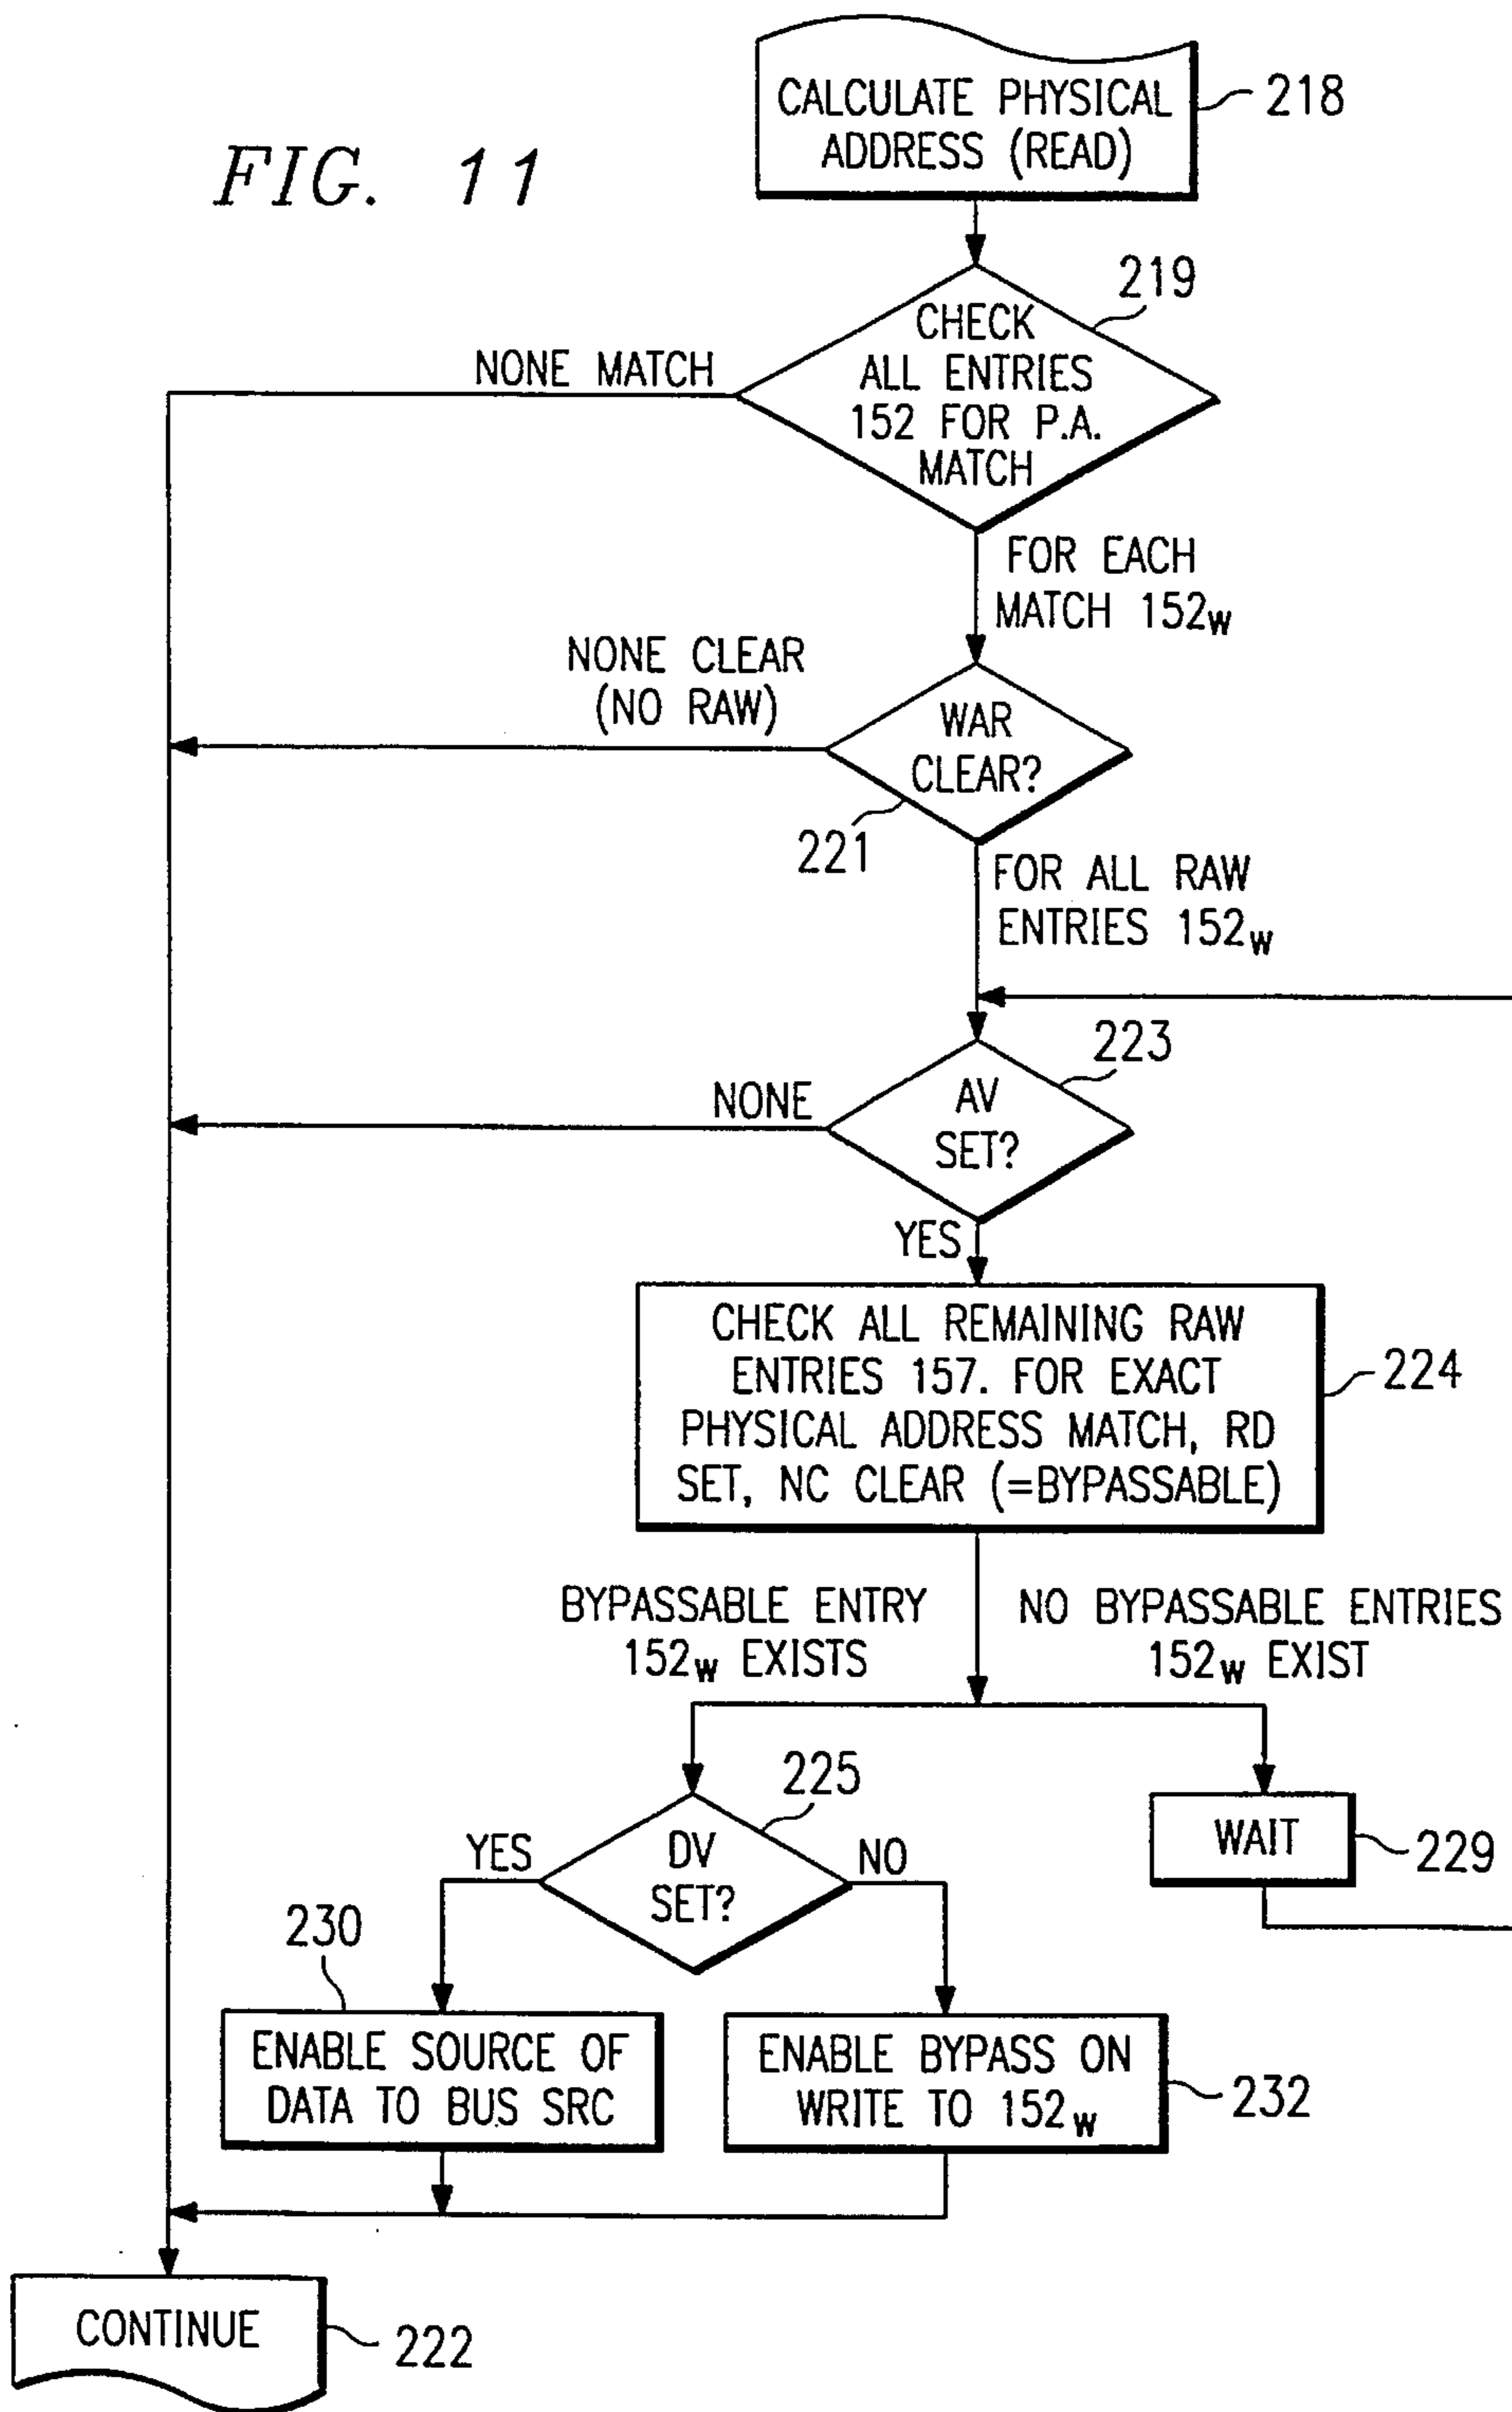 FIG. 11
CALCULATE PHYSICAL
ADDRESS (READ)
218
219
CHECK
ALL ENTRIES
152 FOR P.A.
MATCH
NONE MATCH
FOR EACH
MATCH 152w
NONE CLEAR
(NO RAW)
WAR
CLEAR?
221
FOR ALL RAW
ENTRIES 152w
223
NONE
AV
SET?
YES
CHECK ALL REMAINING RAW
ENTRIES 157. FOR EXACT
PHYSICAL ADDRESS MATCH, RD
SET, NC CLEAR (=BYPASSABLE)
224
BYPASSABLE ENTRY
152w EXISTS
NO BYPASSABLE ENTRIES
152w EXIST
225
YES
DV
SET?
NO
WAIT
229
230
ENABLE SOURCE OF
DATA TO BUS SRC
ENABLE BYPASS ON
WRITE TO 152w
232
CONTINUE
222